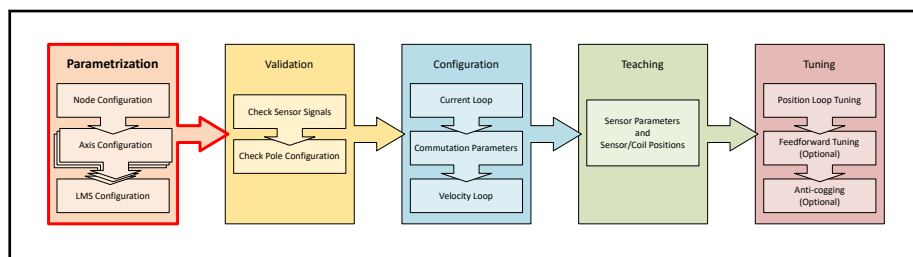 Parametrization
Node Configuration
Axis Configuration
LMS Configuration
Validation
Check Sensor Signals
Check Pole Configuration
Configuration
Current Loop
Commutation Parameters
Velocity Loop
Teaching
Sensor Parameters
and
Sensor/Coil Positions
Tuning
Position Loop Tuning
Feedforward Tuning
(Optional)
Anti-cogging
(Optional)